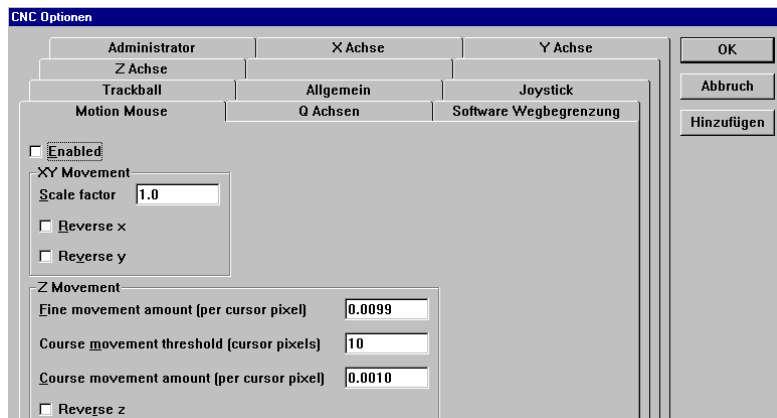 CNC Optionen
Administrator X Achse Y Achse OK
Z Achse
Trackball Allgemein Joystick Abbruch
Motion Mouse Q Achsen Software Wegbegrenzung Hinzufügen
Enabled
XY Movement
Scale factor 1.0
Reverse x
Reverse y
Z Movement
Fine movement amount (per cursor pixel) 0.0099
Course movement threshold (cursor pixels) 10
Course movement amount (per cursor pixel) 0.0010
Reverse z